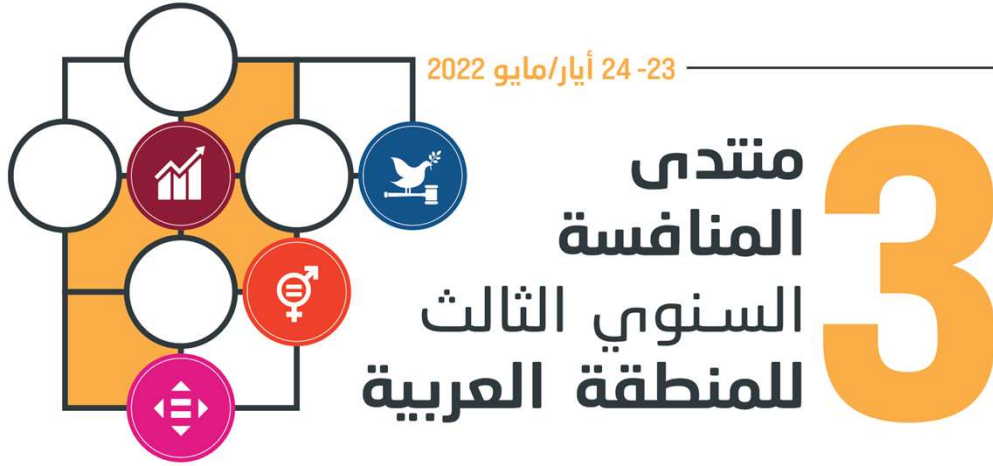 23- 24 أيار/مايو 2022
3
منتدى
المنافسة
السنوي الثالث
للمنطقة العربية